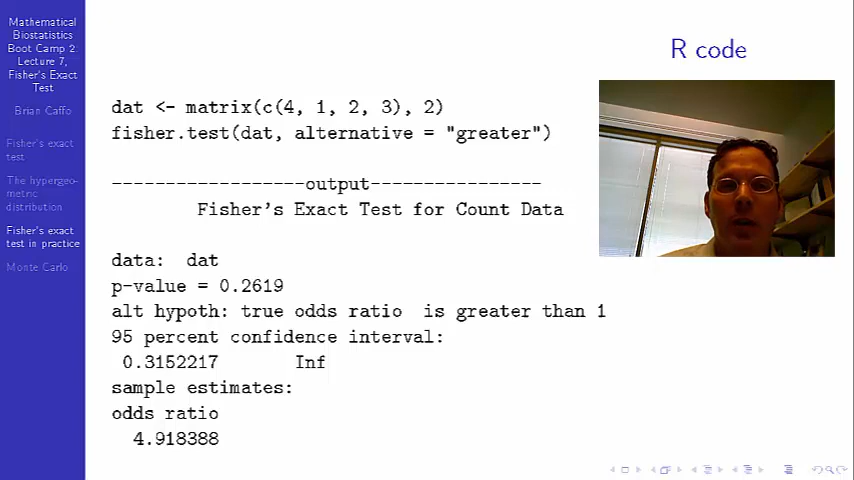 Mathematical
Biostatistics
Boot Camp 2:
Lecture 7,
Fisher's Exact
Test
Brian Caffo
Fisher's exact
test
The hypergeo-
metric
distribution
Fisher's exact
test in practice
Monte Carlo
R code
dat <- matrix(c(4, 1, 2, 3), 2)
fisher.test(dat, alternative = "greater")
------------------output----------------
Fisher's Exact Test for Count Data
data: dat
p-value = 0.2619
alt hypoth: true odds ratio is greater than 1
95 percent confidence interval:
0.3152217 Inf
sample estimates:
odds ratio
4.918388